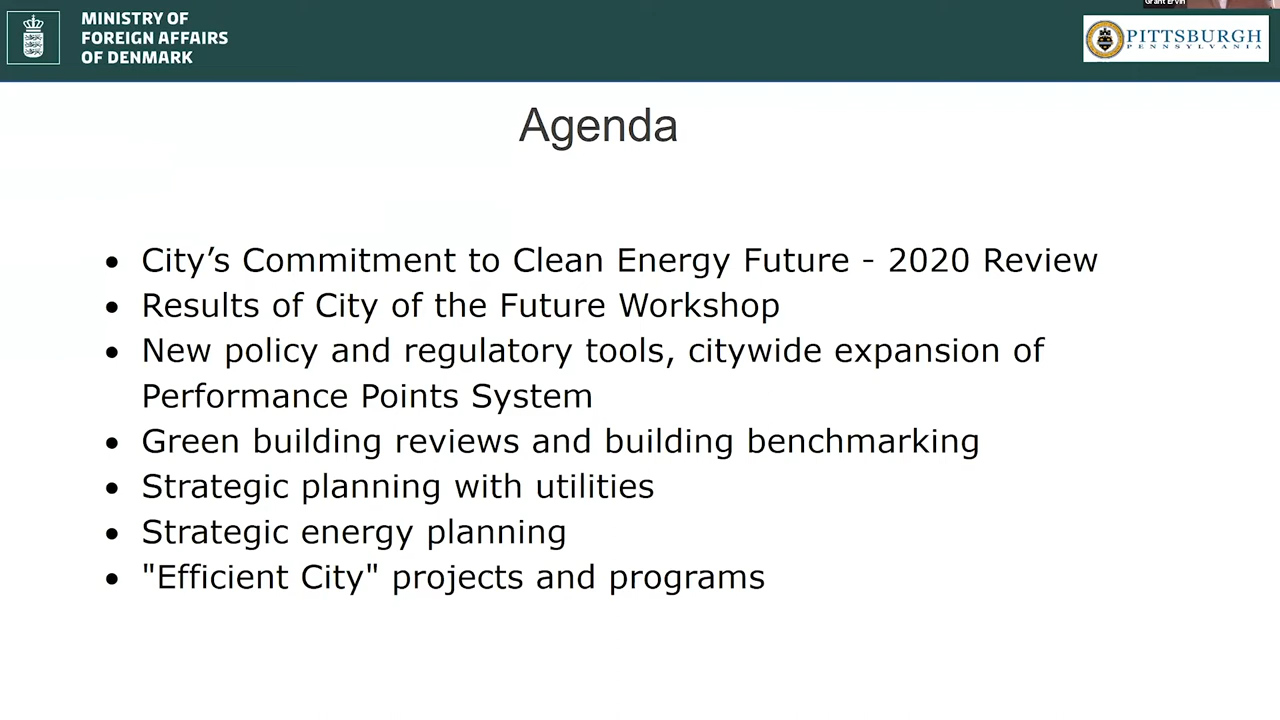 Grant Ervin
MINISTRY OF
FOREIGN AFFAIRS
OF DENMARK
PITTSBURGH
PENNSYLVANIA
Agenda
• City’s Commitment to Clean Energy Future - 2020 Review
• Results of City of the Future Workshop
• New policy and regulatory tools, citywide expansion of
Performance Points System
• Green building reviews and building benchmarking
• Strategic planning with utilities
• Strategic energy planning
• "Efficient City" projects and programs